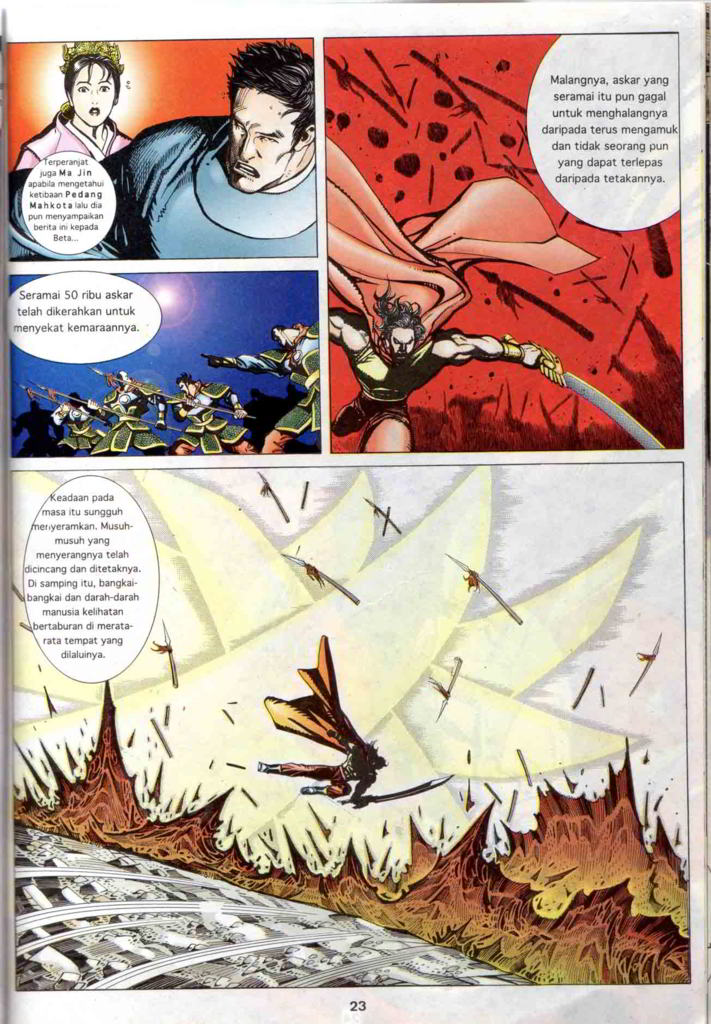 Terperanjat
juga Ma Jin
apabila mengetahui
ketibaan Pedang
Mahkota lalu dia
pun menyampaikan
berita ini kepada
Beta...
Seramai 50 ribu askar
telah dikerahkan untuk
menyekat kemaraannya.
Malangnya, askar yang
seramai itu pun gagal
untuk menghalangnya
daripada terus mengamuk
dan tidak seorang pun
yang dapat terlepas
daripada tetakannya.
Keadaan pada
masa itu sungguh
menyeramkan. Musuh-
musuh yang
menyerangnya telah
dicincang dan ditetaknya.
Di samping itu, bangkai-
bangkai dan darah-darah
manusia kelihatan
bertaburan di merata-
rata tempat yang
dilaluinya.
23